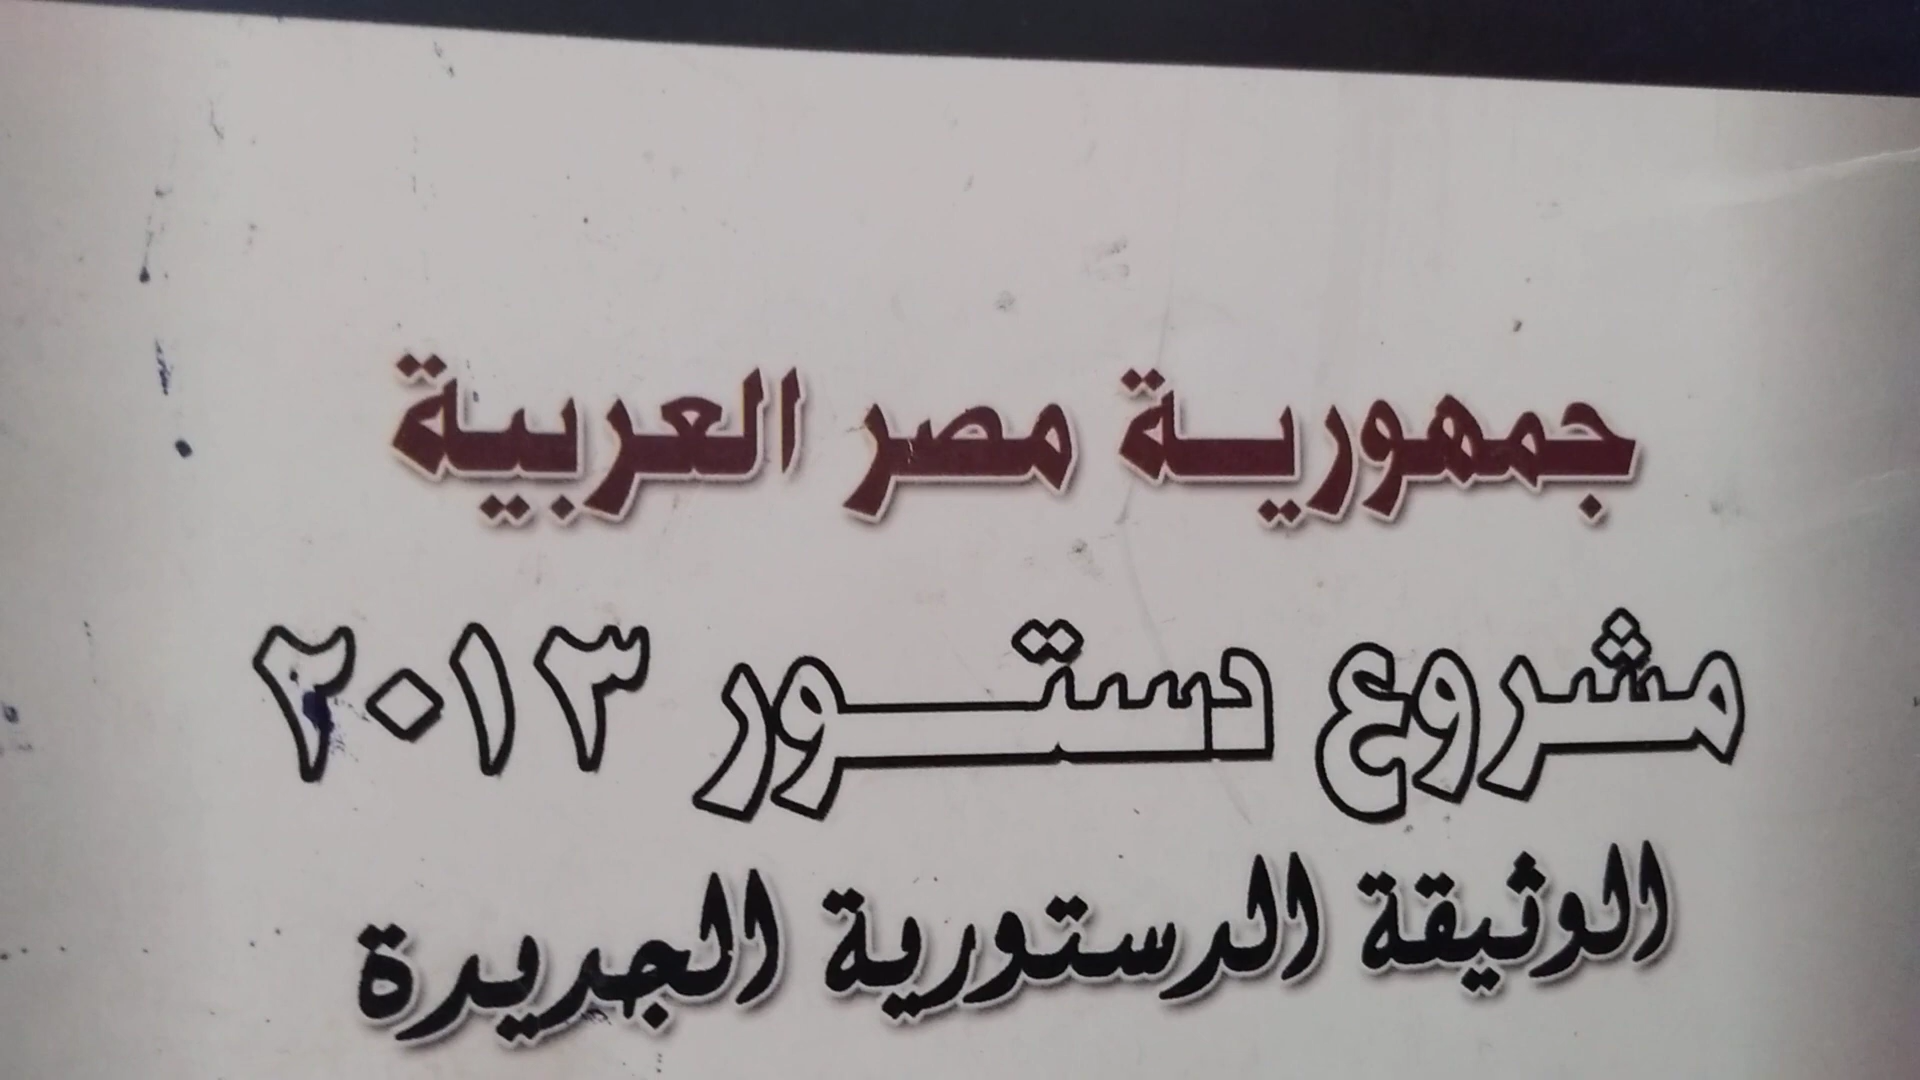 جمهورية مصر العربية
مشروع دستور ٢٠١٣
الوثيقة الدستورية الجديدة